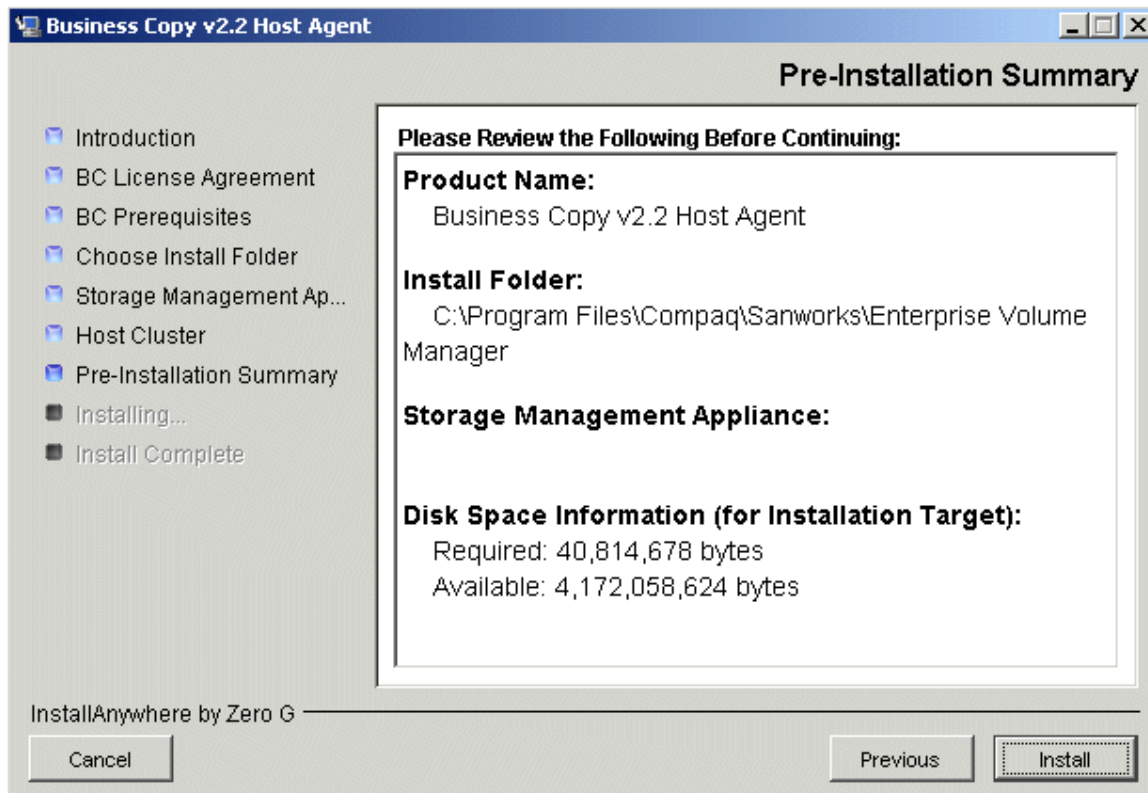 Business Copy v2.2 Host Agent
Pre-Installation Summary
Introduction
BC License Agreement
BC Prerequisites
Choose Install Folder
Storage Management Ap...
Host Cluster
Pre-Installation Summary
Installing...
Install Complete
Please Review the Following Before Continuing:
Product Name:
Business Copy v2.2 Host Agent
Install Folder:
C:\Program Files\Compaq\Sanworks\Enterprise Volume
Manager
Storage Management Appliance:
Disk Space Information (for Installation Target):
Required: 40,814,678 bytes
Available: 4,172,058,624 bytes
InstallAnywhere by Zero G
Cancel
Previous
Install